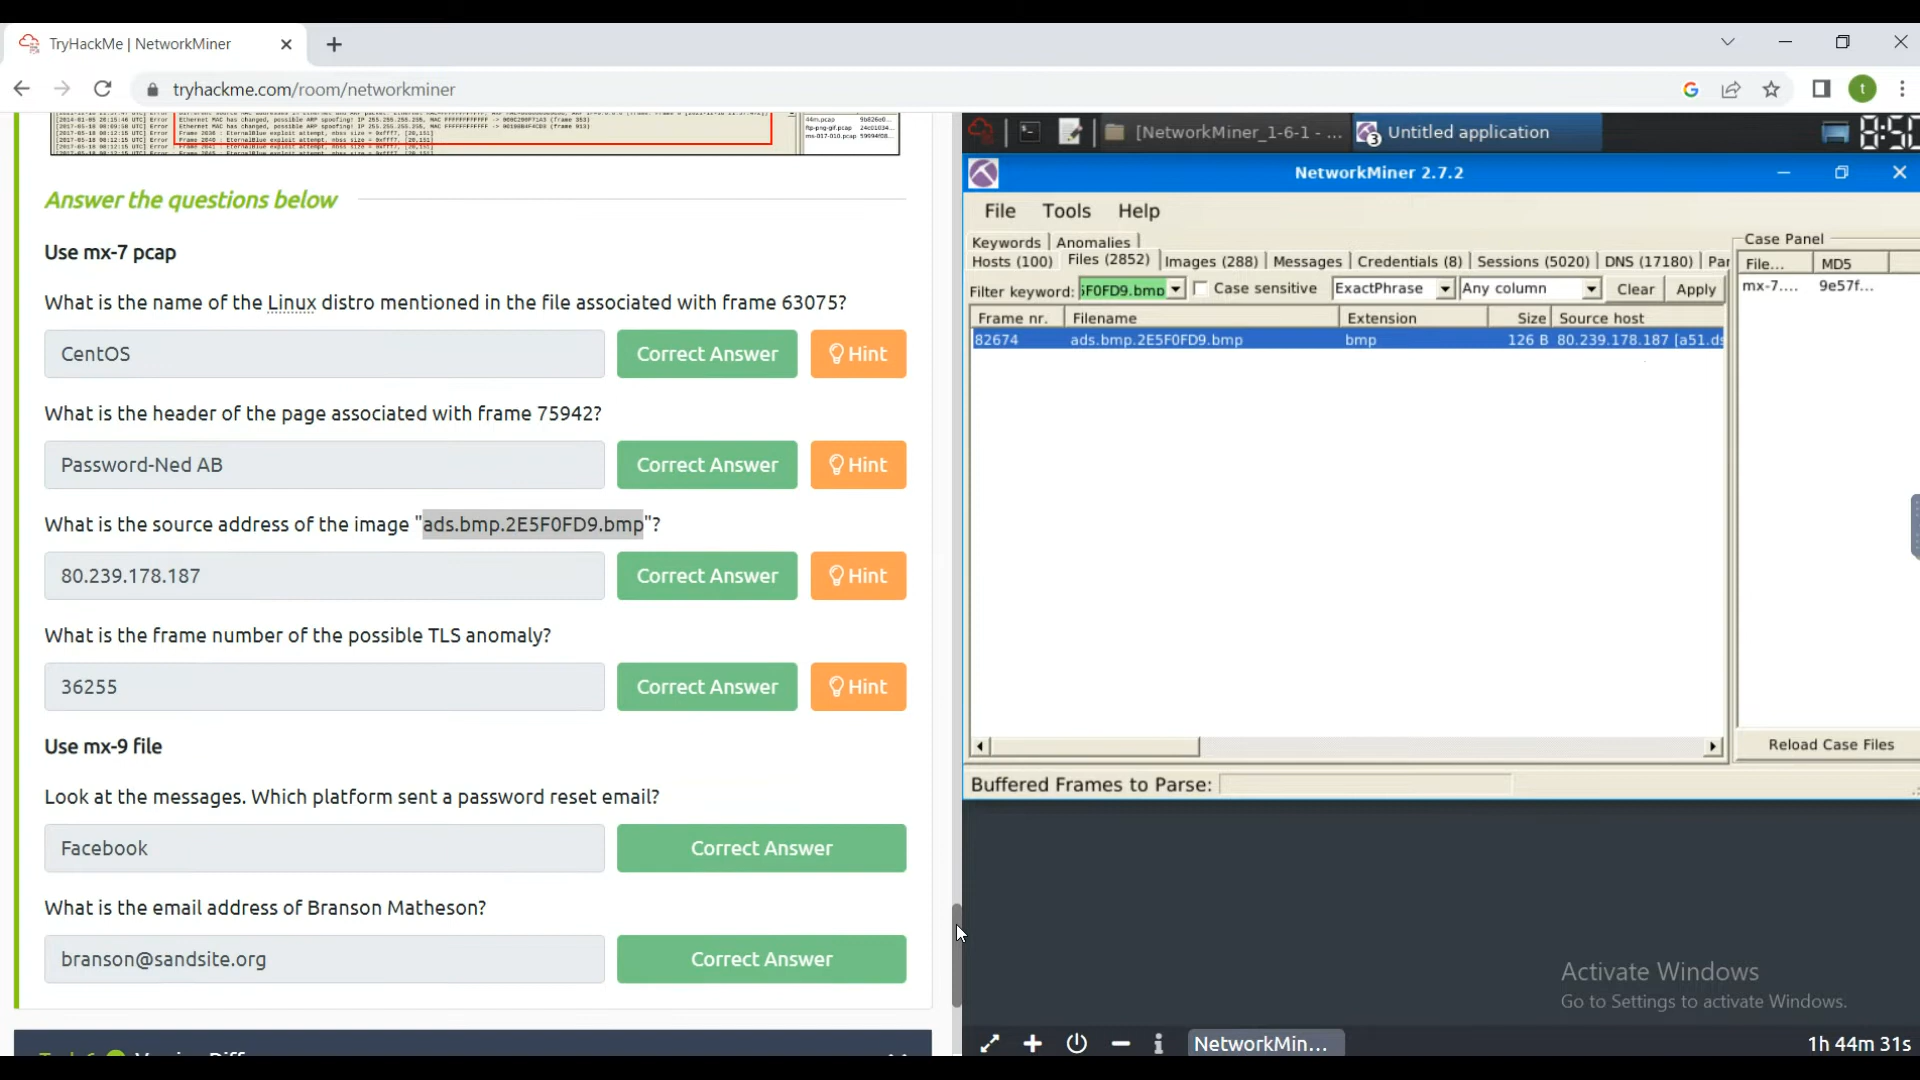 TryHackMe | NetworkMiner
tryhackme.com/room/networkminer
t
Answer the questions below
Use mx-7 pcap
What is the name of the Linux distro mentioned in the file associated with frame 63075?
CentOS
Correct Answer
Hint
What is the header of the page associated with frame 75942?
Password-Ned AB
Correct Answer
Hint
What is the source address of the image "ads.bmp.2E5F0FD9.bmp"?
80.239.178.187
Correct Answer
Hint
What is the frame number of the possible TLS anomaly?
36255
Correct Answer
Hint
Use mx-9 file
Look at the messages. Which platform sent a password reset email?
Facebook
Correct Answer
What is the email address of Branson Matheson?
branson@sandsite.org
Correct Answer
[NetworkMiner_1-6-1 - ...
3
Untitled application
8:50
NetworkMiner 2.7.2
File Tools Help
Keywords Anomalies
Hosts (100) Files (2852) Images (288) Messages Credentials (8) Sessions (5020) DNS (17180) Par
Filter keyword: 5F0FD9.bmp Case sensitive ExactPhrase Any column Clear Apply
Frame nr. Filename Extension Size Source host
82674 ads.bmp.2E5F0FD9.bmp bmp 126 B 80.239.178.187 [a51.ds
Case Panel
File... MD5
mx-7.... 9e57f...
Reload Case Files
Buffered Frames to Parse:
Activate Windows
Go to Settings to activate Windows.
NetworkMin...
1h 44m 31s